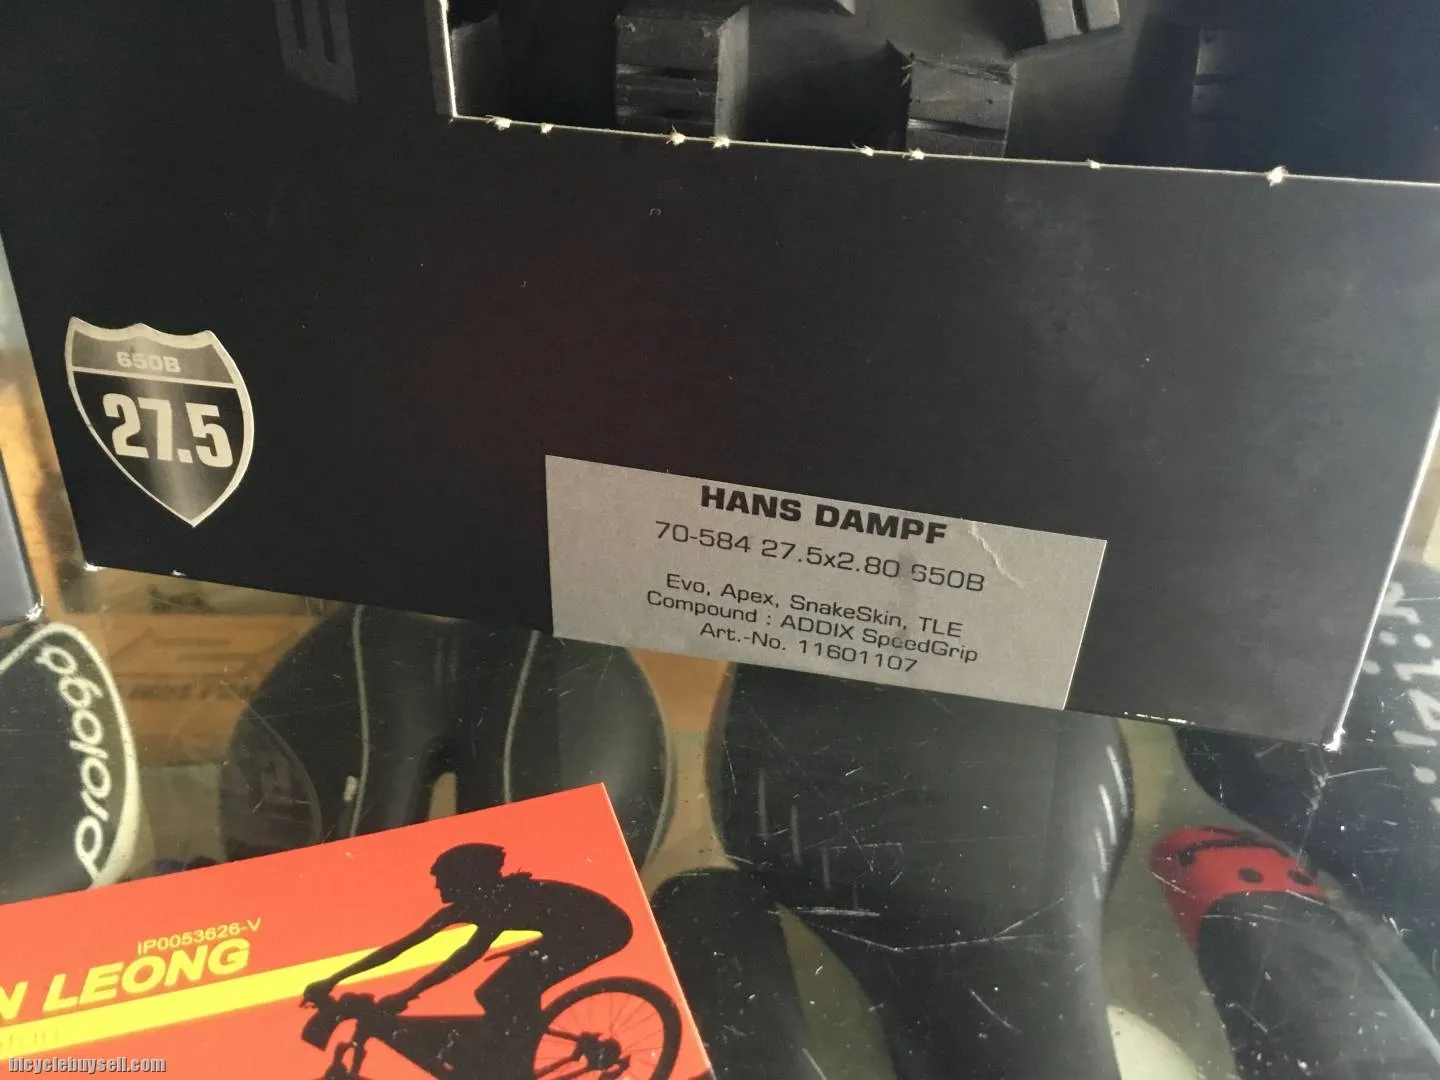 650B
27.5
HANS DAMPF
70-584 27.5x2.80 650B
Evo, Apex, SnakeSkin, TLE
Compound : ADDIX SpeedGrip
Art.-No. 11601107
IP0053626-V
N LEONG
bicyclebuysell.com